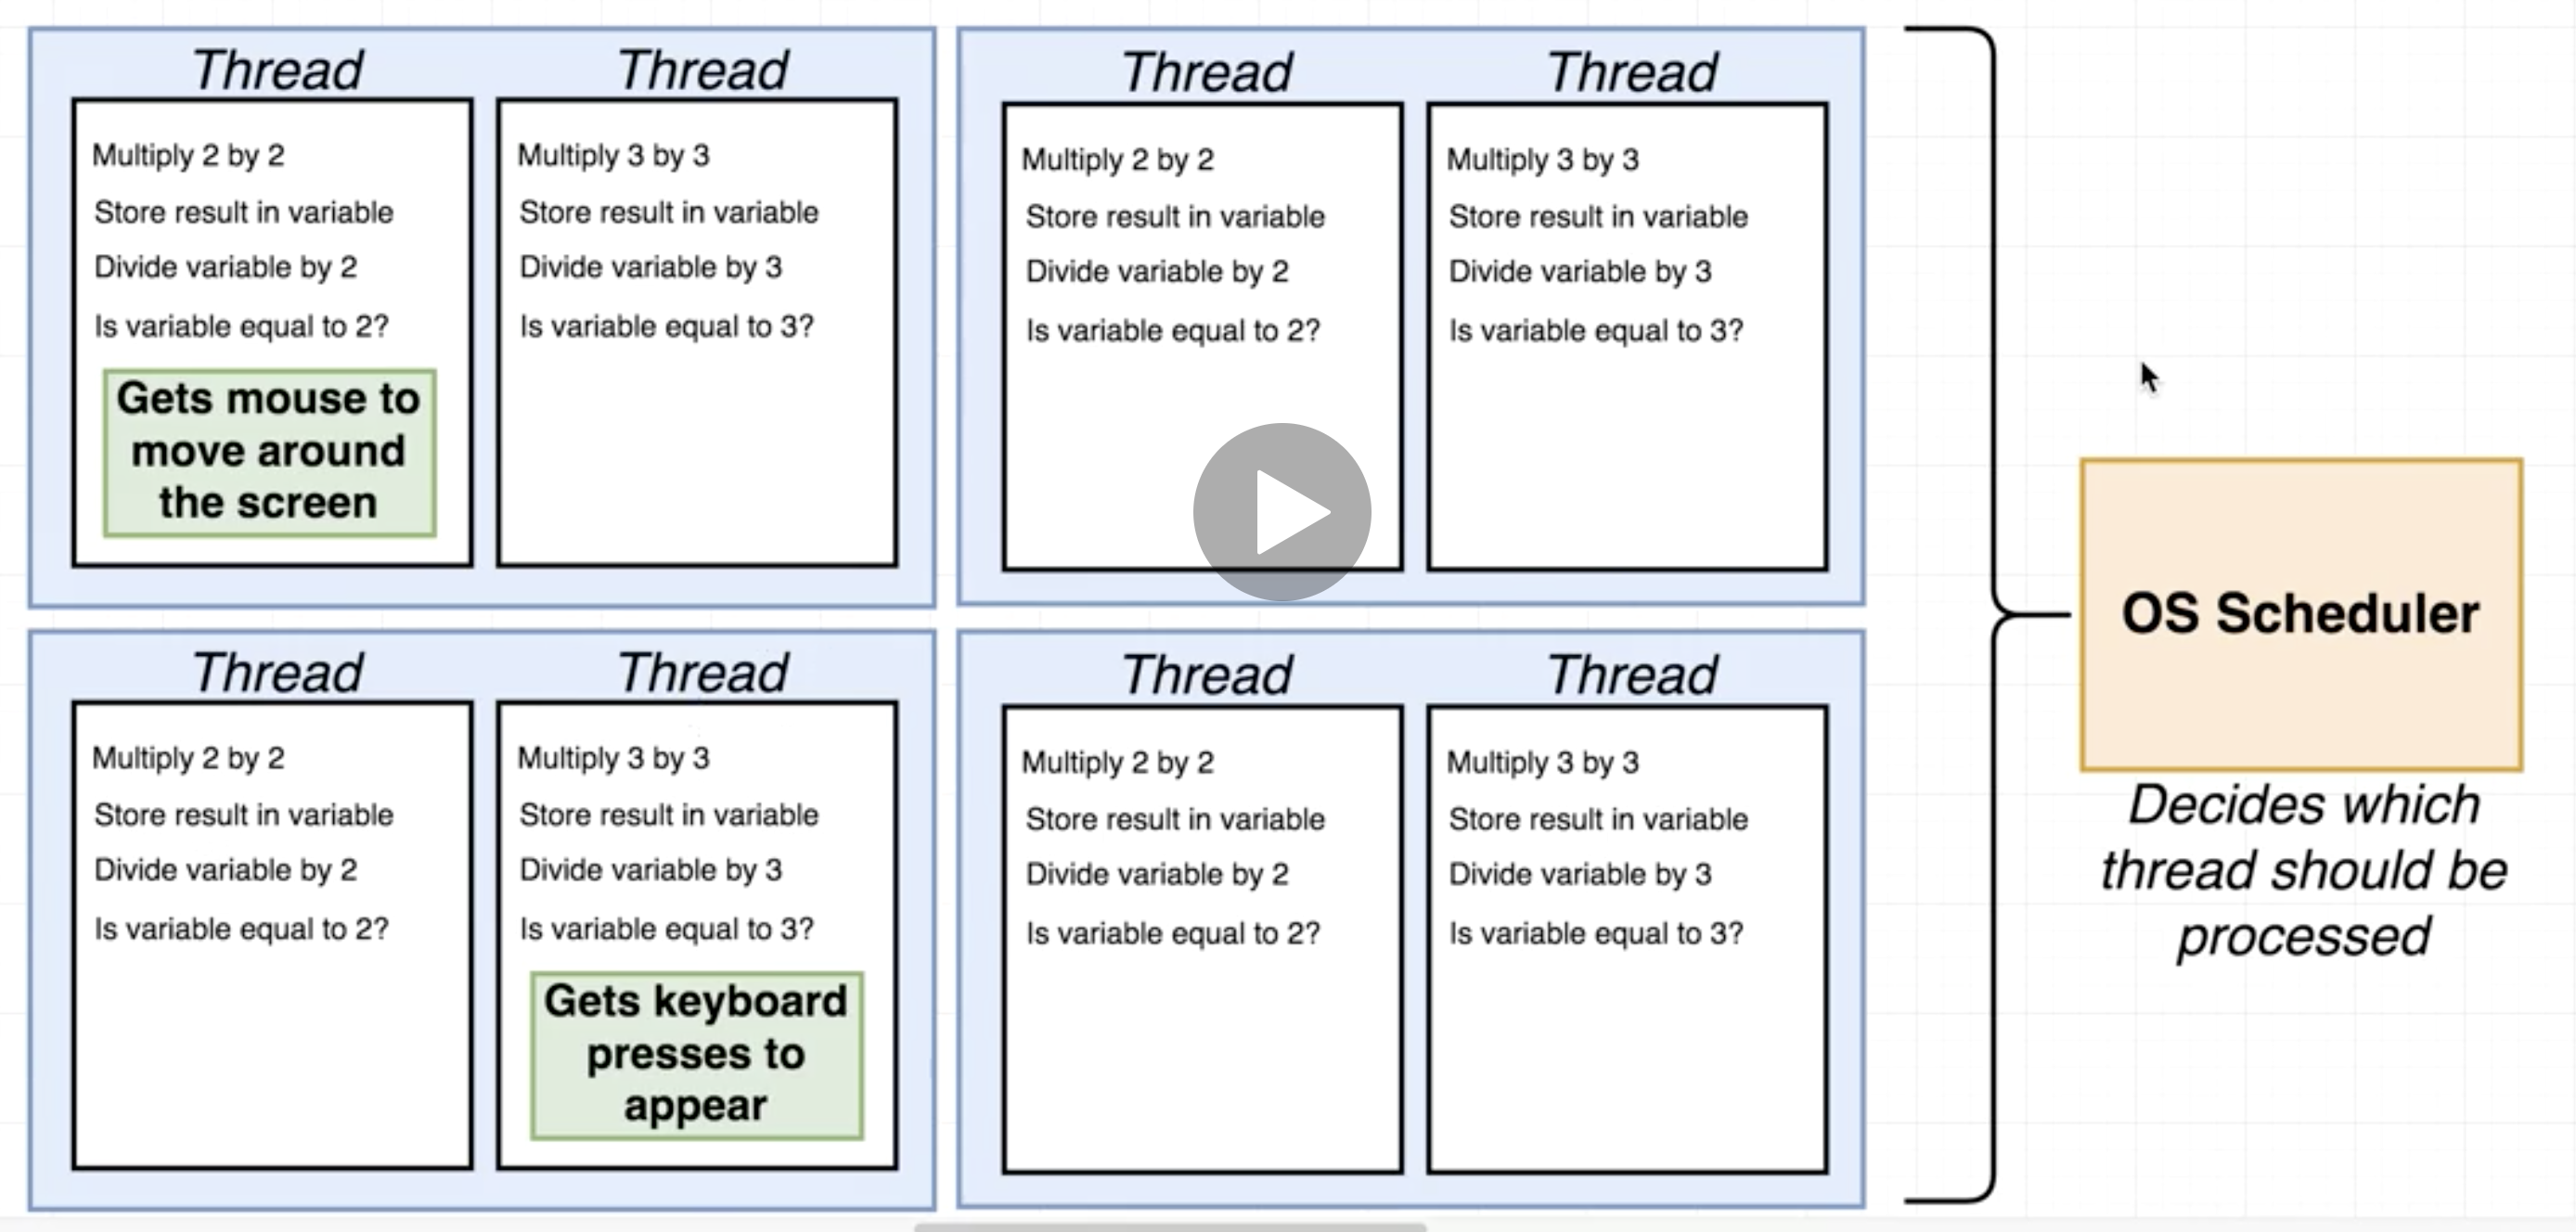 Thread
Multiply 2 by 2
Store result in variable
Divide variable by 2
Is variable equal to 2?
Gets mouse to
move around
the screen
Thread
Multiply 3 by 3
Store result in variable
Divide variable by 3
Is variable equal to 3?
Thread
Multiply 2 by 2
Store result in variable
Divide variable by 2
Is variable equal to 2?
Thread
Multiply 3 by 3
Store result in variable
Divide variable by 3
Is variable equal to 3?
Thread
Multiply 2 by 2
Store result in variable
Divide variable by 2
Is variable equal to 2?
Thread
Multiply 3 by 3
Store result in variable
Divide variable by 3
Is variable equal to 3?
Gets keyboard
presses to
appear
Thread
Multiply 2 by 2
Store result in variable
Divide variable by 2
Is variable equal to 2?
Thread
Multiply 3 by 3
Store result in variable
Divide variable by 3
Is variable equal to 3?
OS Scheduler
Decides which
thread should be
processed